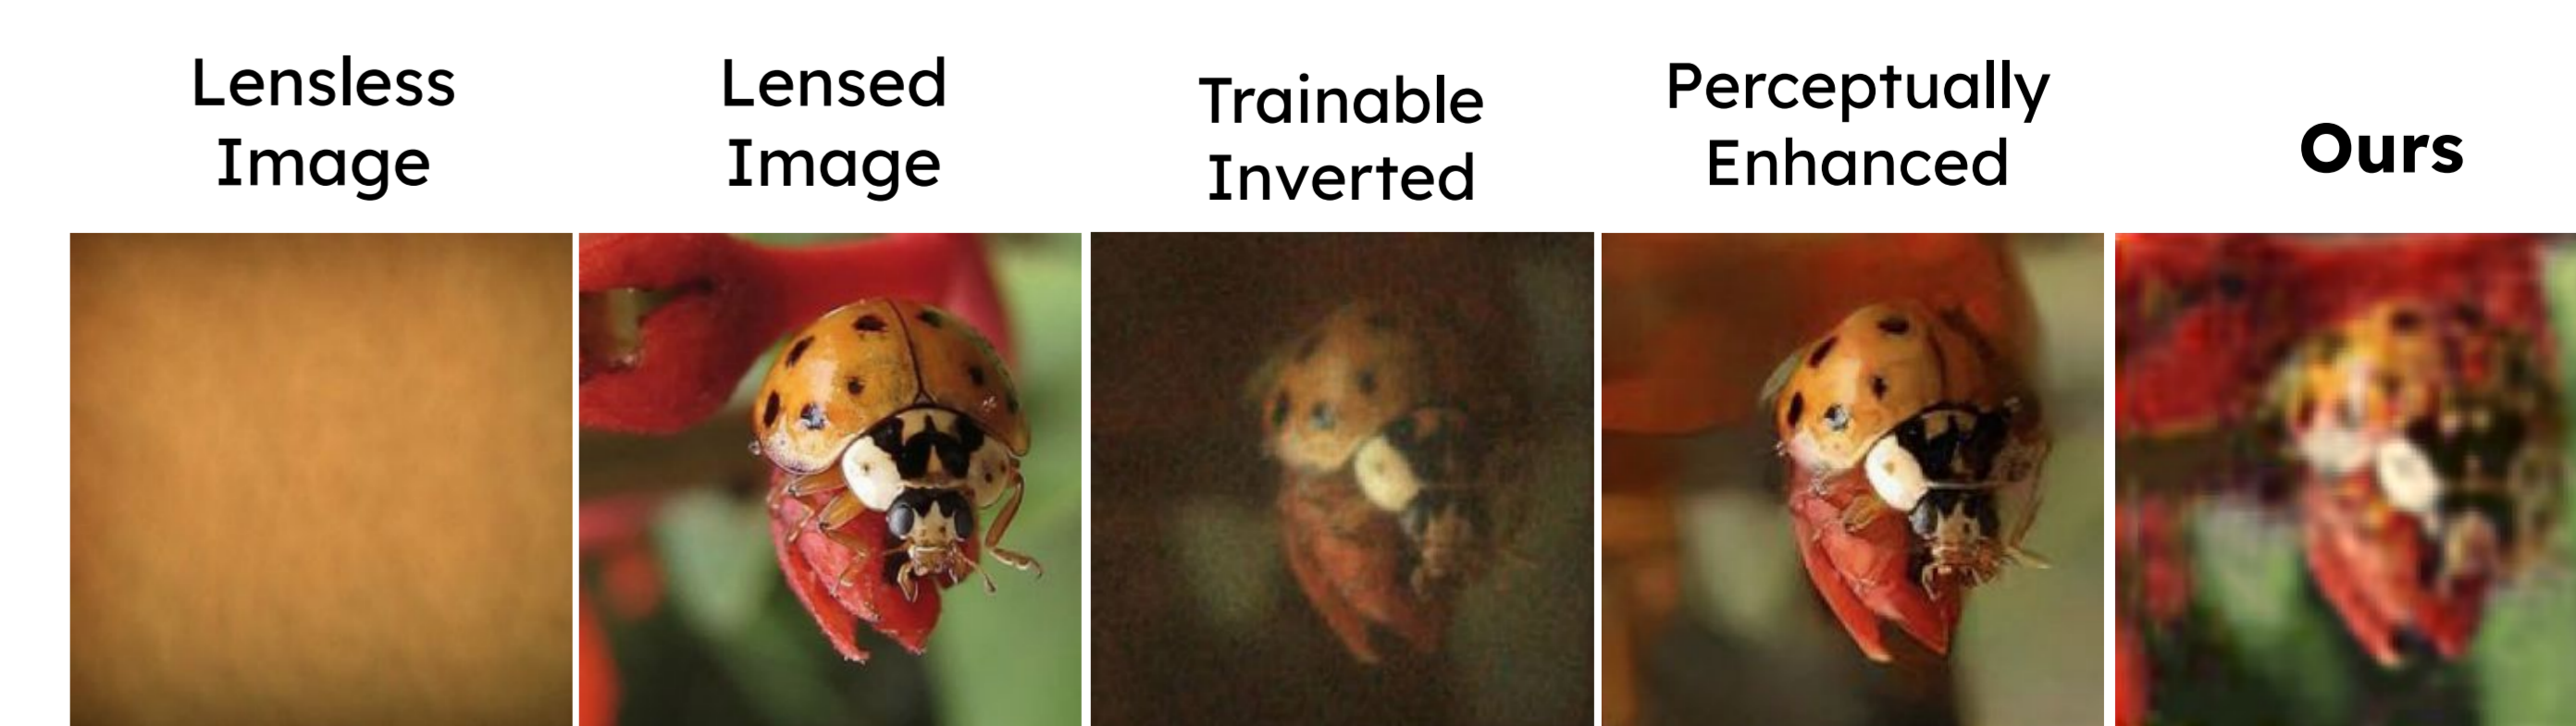 Lensless
Image
Lensed
Image
Trainable
Inverted
Perceptually
Enhanced
Ours